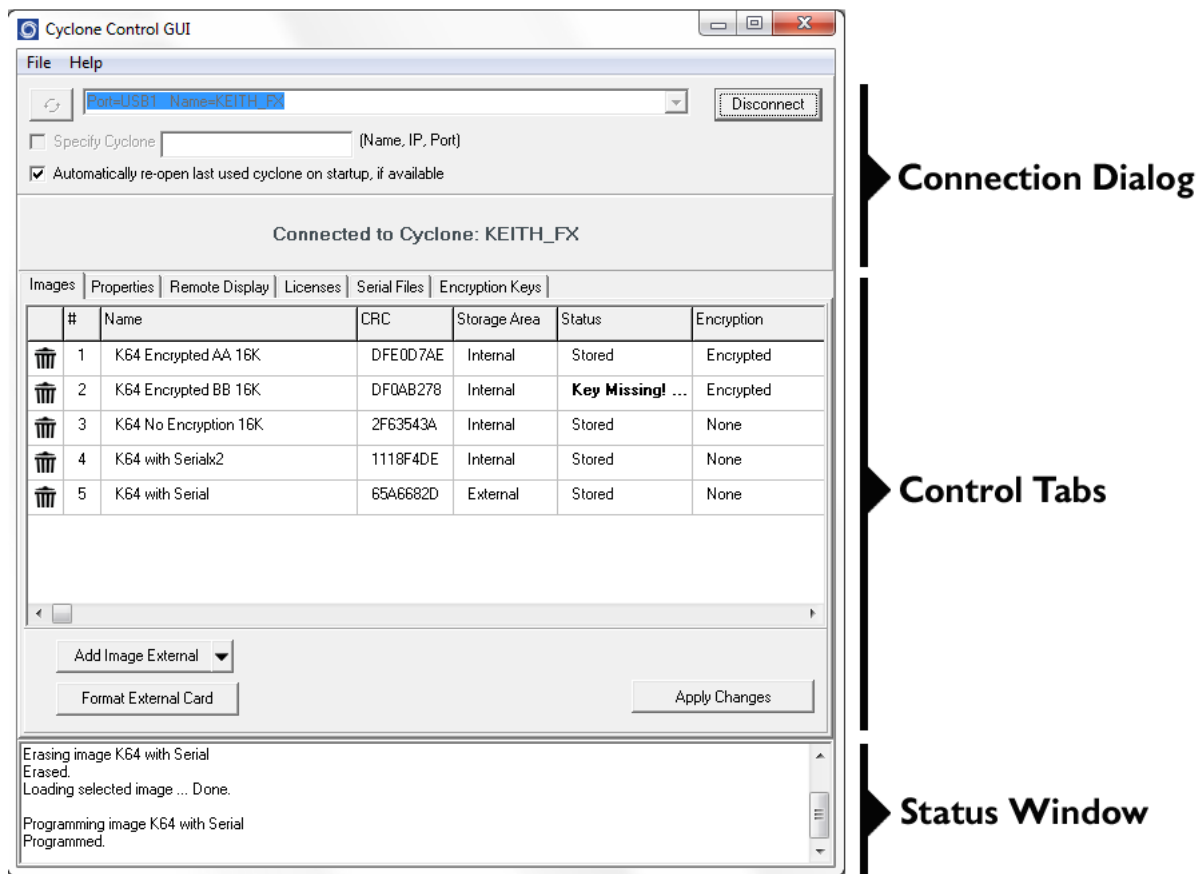 Cyclone Control GUI
File Help
Port=USB1 Name=KEITH_FX
Disconnect
Specify Cyclone (Name, IP, Port)
Automatically re-open last used cyclone on startup, if available
Connection Dialog
Connected to Cyclone: KEITH_FX
Images Properties Remote Display Licenses Serial Files Encryption Keys
# Name CRC Storage Area Status Encryption
1 K64 Encrypted AA 16K DFE0D7AE Internal Stored Encrypted
2 K64 Encrypted BB 16K DF0AB278 Internal Key Missing! ... Encrypted
3 K64 No Encryption 16K 2F63543A Internal Stored None
4 K64 with Serialx2 1118F4DE Internal Stored None
5 K64 with Serial 65A6682D External Stored None
Control Tabs
Add Image External
Format External Card
Apply Changes
Erasing image K64 with Serial
Erased.
Loading selected image ... Done.
Programming image K64 with Serial
Programmed.
Status Window